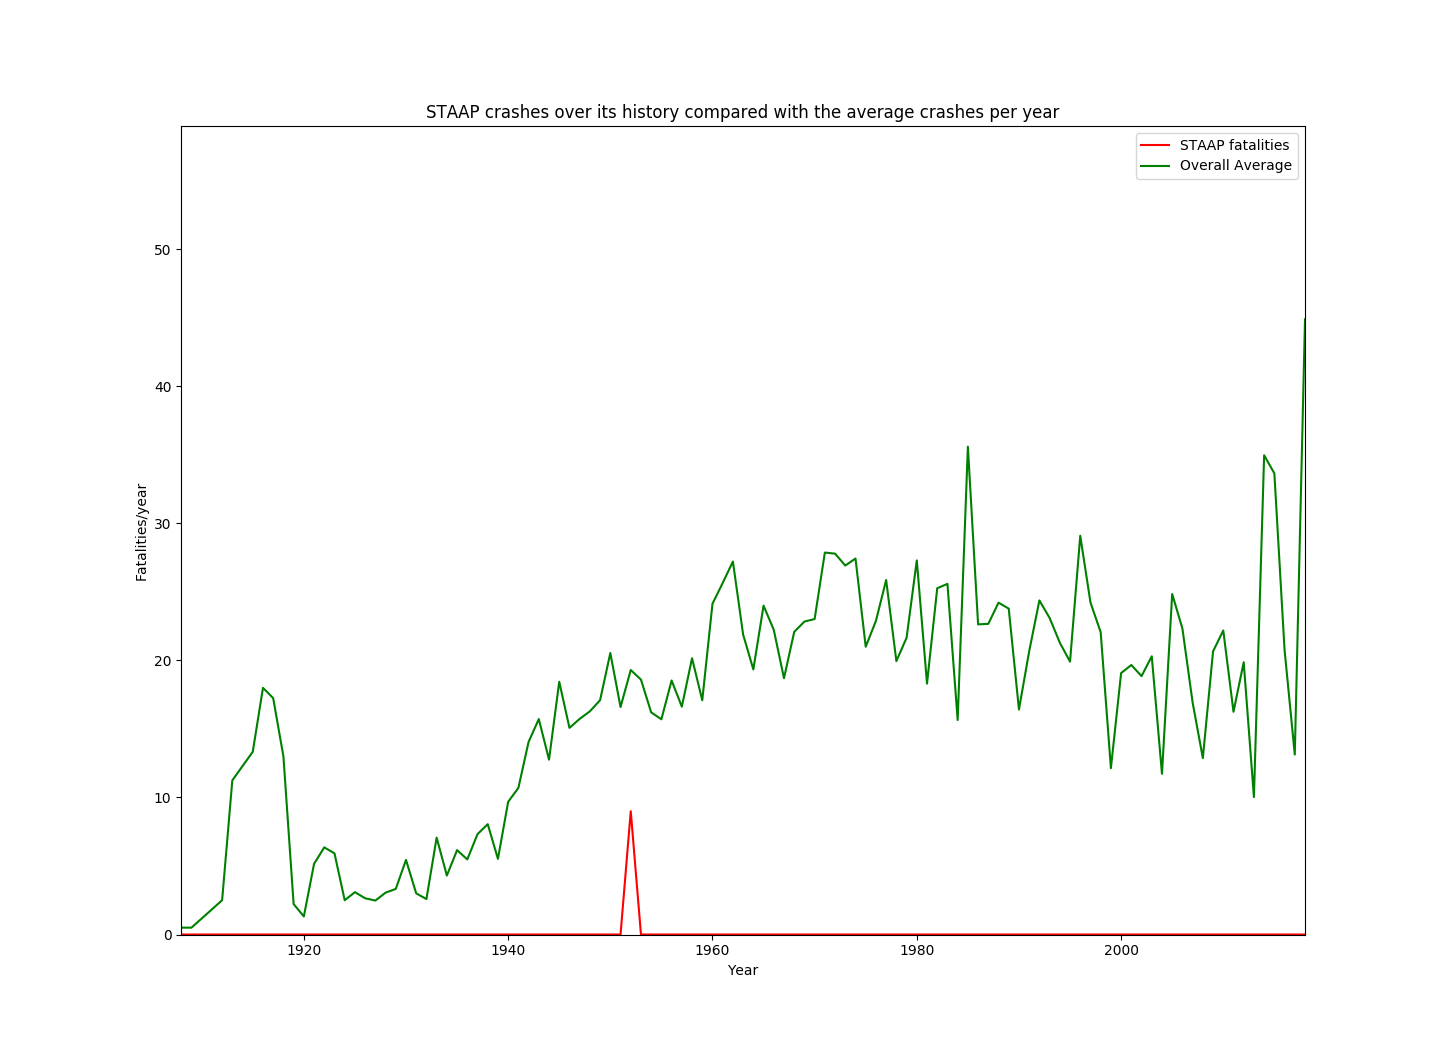 STAAP crashes over its history compared with the average crashes per year
STAAP fatalities
Overall Average
50
40
30
20
10
0
Fatalities/year
1920 1940 1960 1980 2000
Year